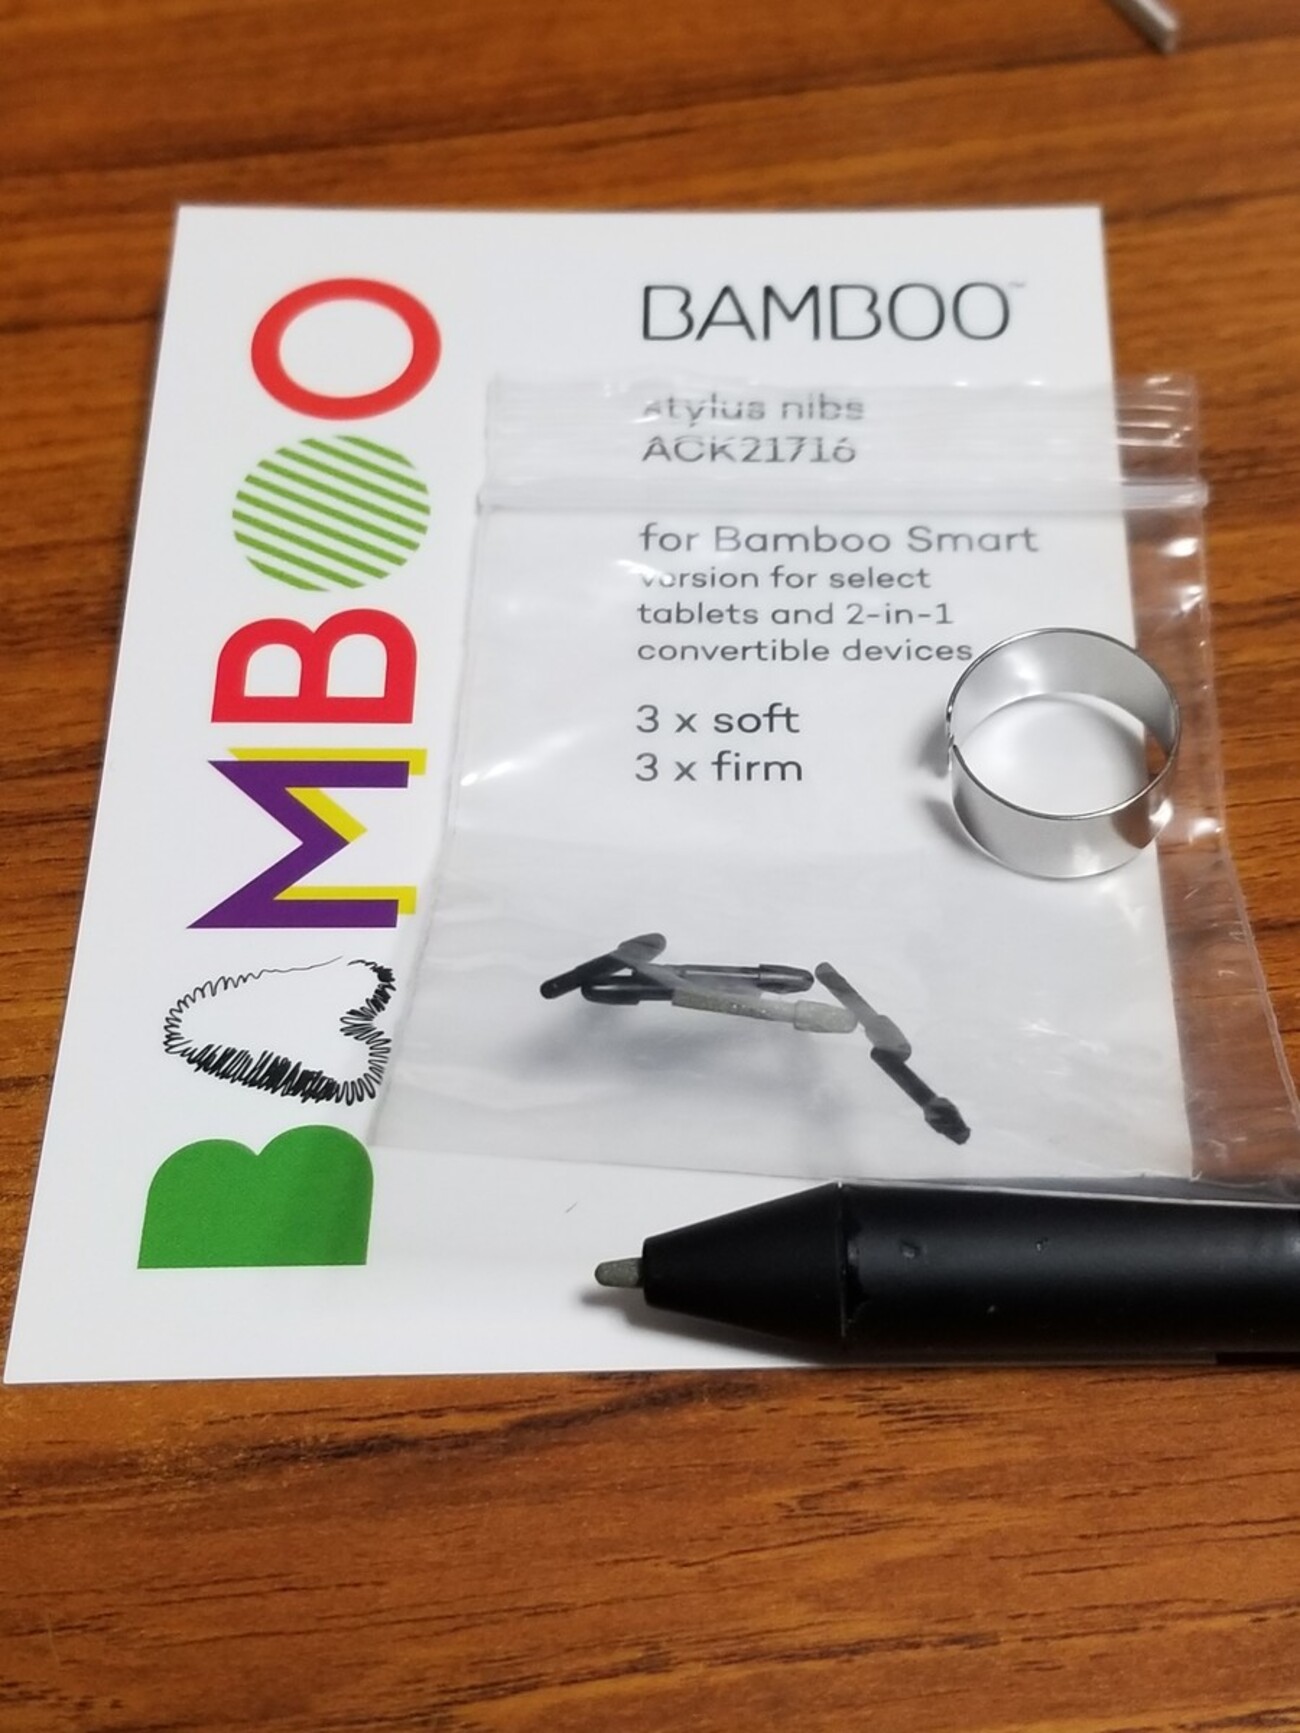 BAMBOO
BAMBOO™
stylus nibs
ACK21716
for Bamboo Smart
version for select
tablets and 2-in-1
convertible devices
3 x soft
3 x firm